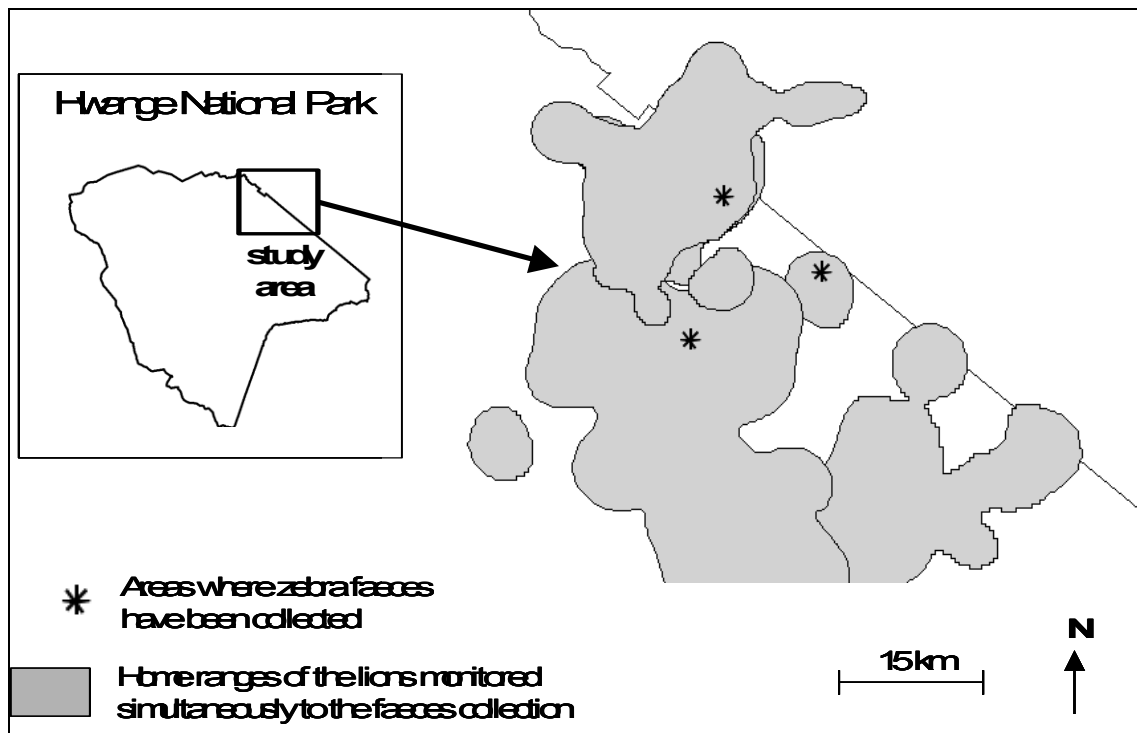 Hwange National Park
study
area
Areas where zebra faeces
have been collected
Home ranges of the lions monitored
simultaneously to the faeces collection
15 km
N